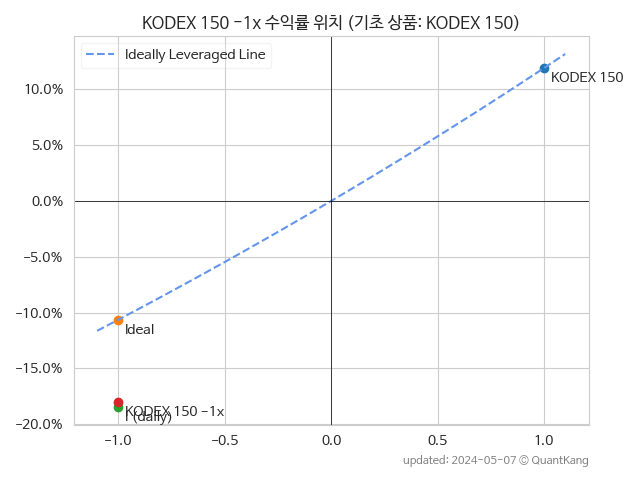 KODEX 150 -1x 수익률 위치 (기초 상품: KODEX 150)
Ideally Leveraged Line
KODEX 150
10.0%
5.0%
0.0%
-5.0%
-10.0%
Ideal
-15.0%
KODEX 150 -1x
(daily)
-20.0%
-1.0 -0.5 0.0 0.5 1.0
updated: 2024-05-07 © QuantKang